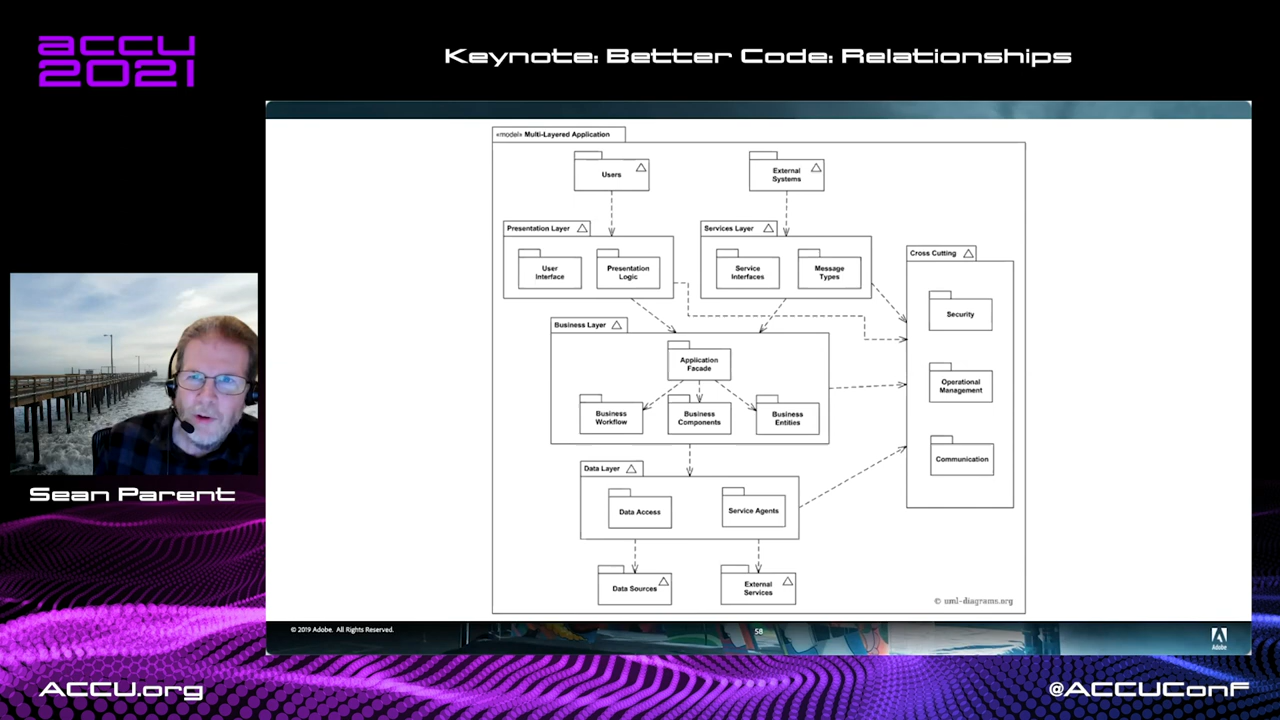 accu
2021
Keynote: Better Code: Relationships
«model» Multi-Layered Application
Users
External
Systems
Presentation Layer
Services Layer
Cross Cutting
User
Interface
Presentation
Logic
Service
Interfaces
Message
Types
Security
Business Layer
Application
Facade
Operational
Management
Business
Workflow
Business
Components
Business
Entities
Communication
Data Layer
Data Access
Service Agents
Data Sources
External
Services
© uml-diagrams.org
Sean Parent
© 2019 Adobe. All Rights Reserved.
58
Adobe
ACCU.org
@ACCUConf